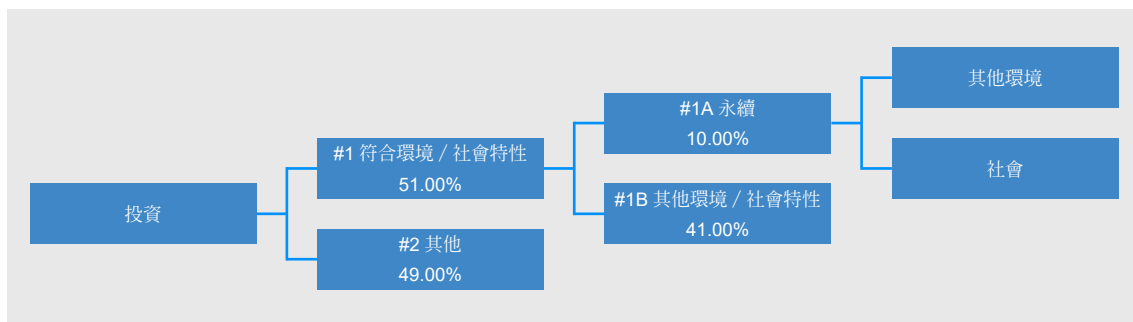 投資
#1 符合環境 / 社會特性
51.00%
#2 其他
49.00%
#1A 永續
10.00%
#1B 其他環境 / 社會特性
41.00%
其他環境
社會